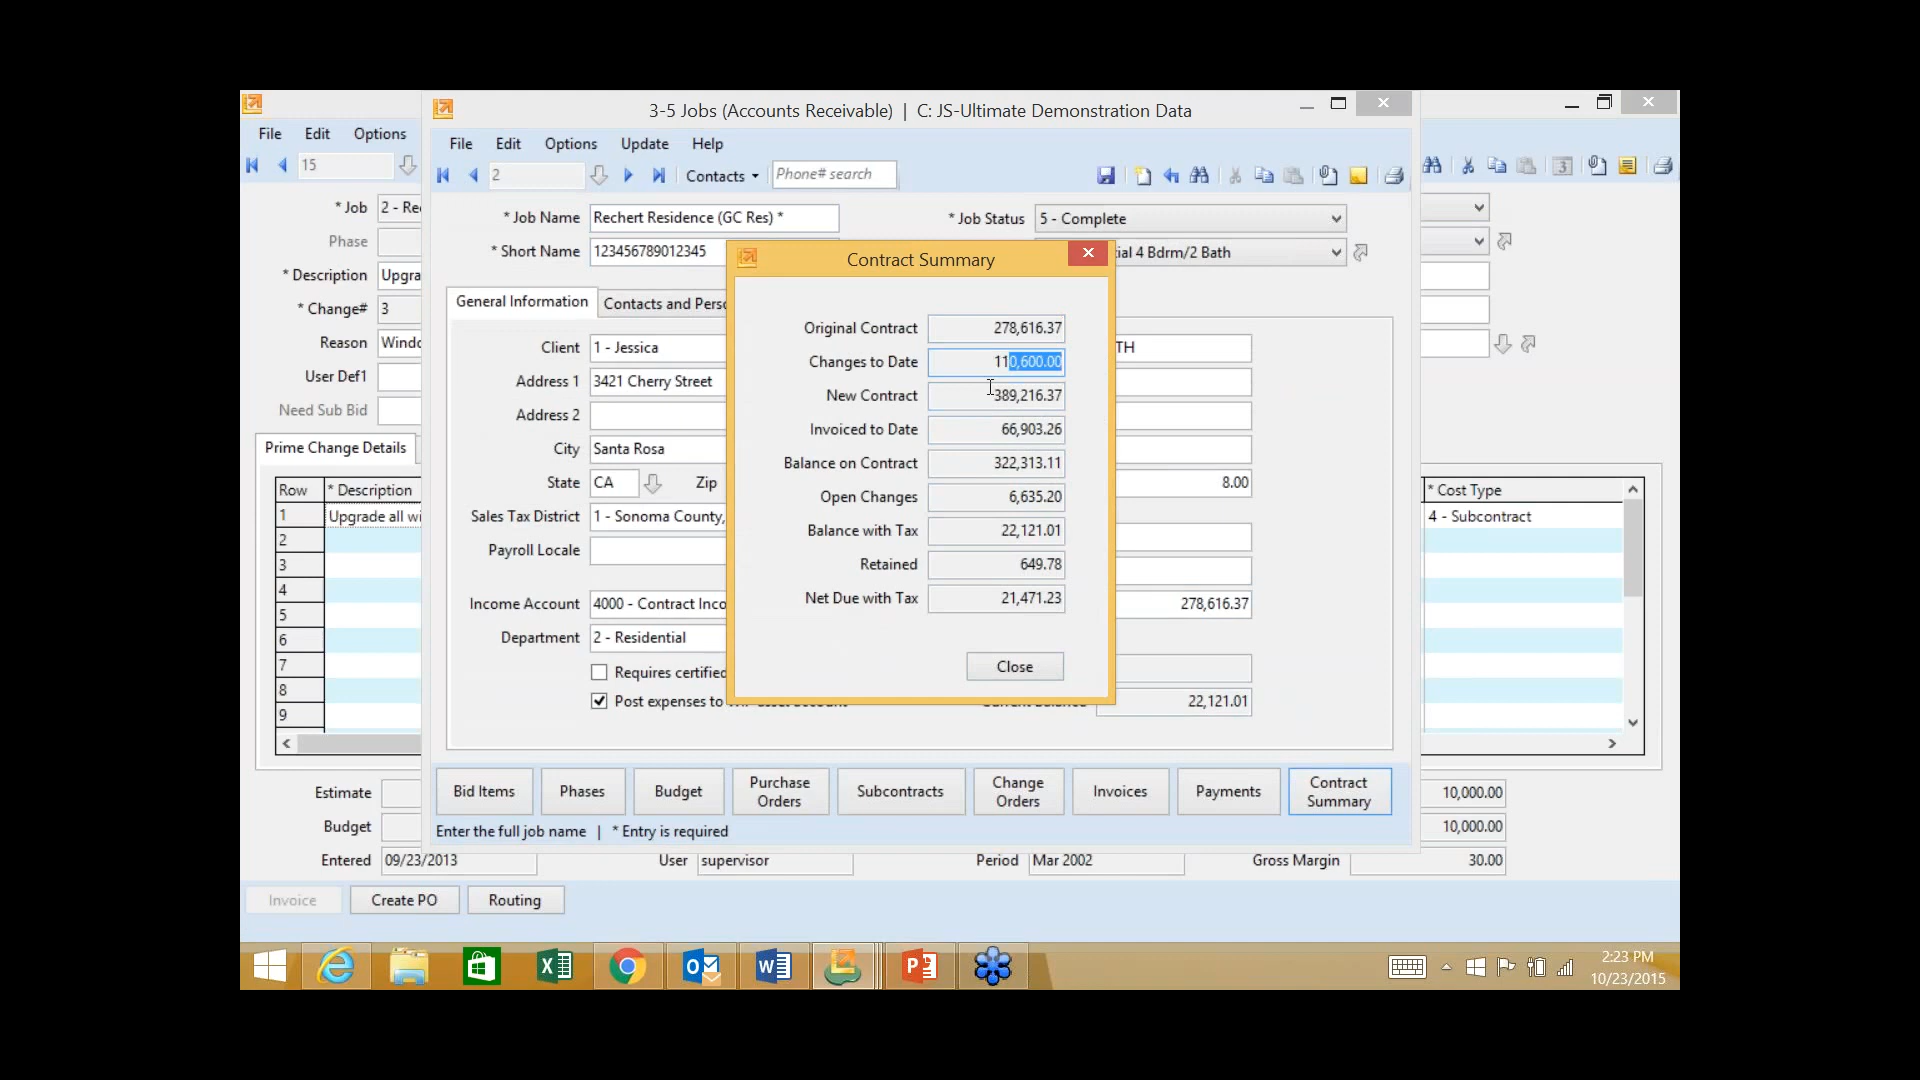 3-5 Jobs (Accounts Receivable) | C: JS-Ultimate Demonstration Data
File Edit Options
File Edit Options Update Help
15
2 Contacts Phone# search
3
* Job 2 - Re
Phase
* Description Upgra
* Change# 3
Reason Windo
User Def1
Need Sub Bid
* Job Name Rechert Residence (GC Res) *
* Job Status 5 - Complete
* Short Name 123456789012345
ial 4 Bdrm/2 Bath
General Information Contacts and Perso
Client 1 - Jessica
TH
Address 1 3421 Cherry Street
Address 2
City Santa Rosa
State CA Zip
8.00
Sales Tax District 1 - Sonoma County,
Payroll Locale
Income Account 4000 - Contract Inco
278,616.37
Department 2 - Residential
Requires certified
Post expenses to
22,121.01
Contract Summary
Original Contract 278,616.37
Changes to Date 110,600.00
New Contract 389,216.37
Invoiced to Date 66,903.26
Balance on Contract 322,313.11
Open Changes 6,635.20
Balance with Tax 22,121.01
Retained 649.78
Net Due with Tax 21,471.23
Close
Prime Change Details
Row * Description
* Cost Type
1 Upgrade all wi
4 - Subcontract
2
3
4
5
6
7
8
9
Bid Items Phases Budget Purchase Orders Subcontracts Change Orders Invoices Payments Contract Summary
Enter the full job name | * Entry is required
Estimate
10,000.00
Budget
10,000.00
Entered 09/23/2013 User supervisor Period Mar 2002 Gross Margin 30.00
Invoice Create PO Routing
2:23 PM
10/23/2015